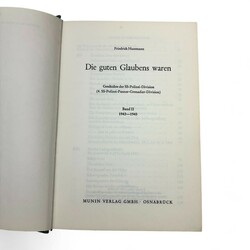 Friedrich Husemann
Die guten Glaubens waren
Geschichte der SS-Polizei-Division
(4. SS-Polizei-Panzer-Grenadier-Division)
Band II
1943–1945
MUNIN VERLAG GMBH · OSNABRÜCK